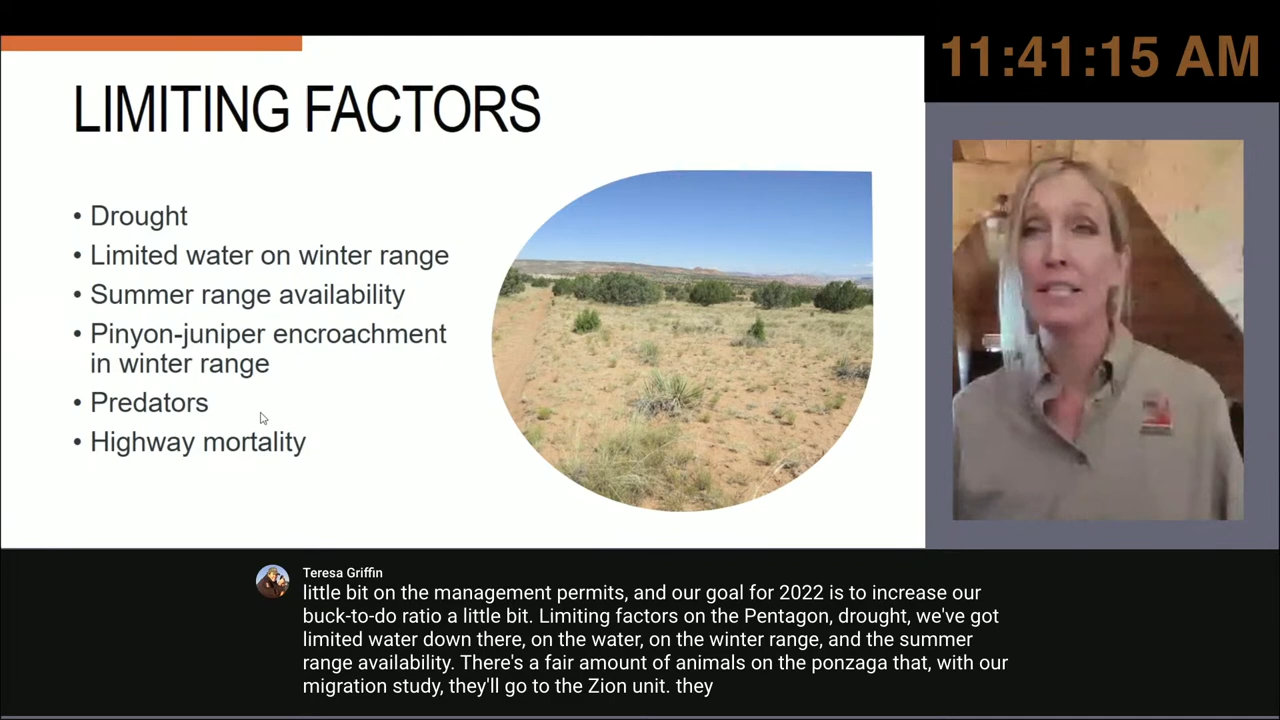 11:41:15 AM
LIMITING FACTORS
• Drought
• Limited water on winter range
• Summer range availability
• Pinyon-juniper encroachment
in winter range
• Predators
• Highway mortality
Teresa Griffin
little bit on the management permits, and our goal for 2022 is to increase our
buck-to-do ratio a little bit. Limiting factors on the Pentagon, drought, we've got
limited water down there, on the water, on the winter range, and the summer
range availability. There's a fair amount of animals on the ponzaga that, with our
migration study, they'll go to the Zion unit. they